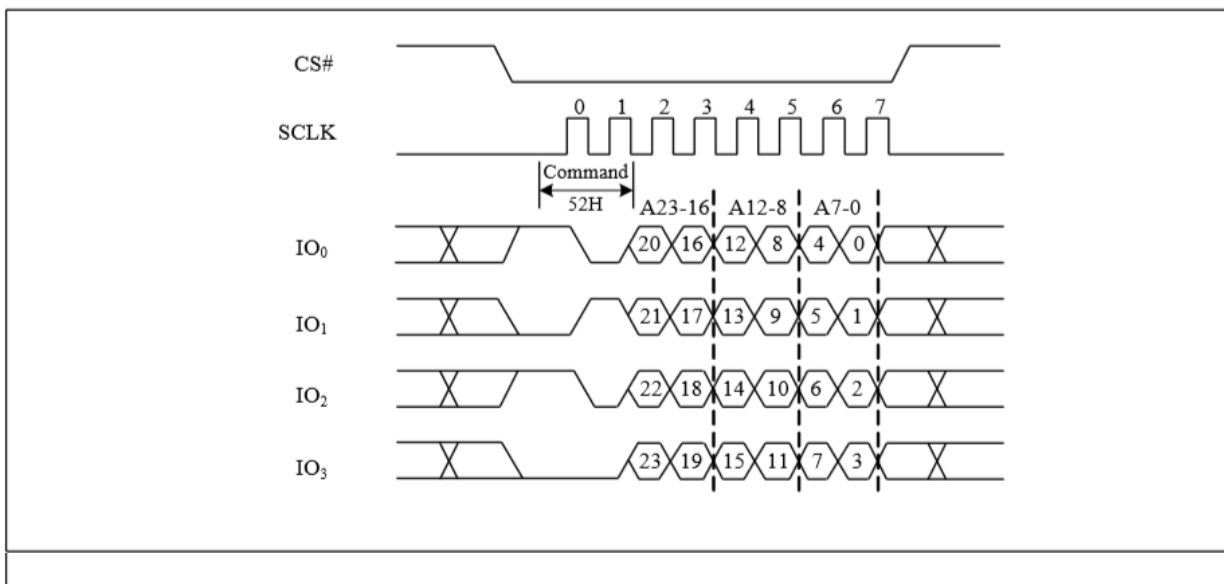 CS#
0 1 2 3 4 5 6 7
SCLK
Command
52H
A23-16 A12-8 A7-0
IO₀ 20 16 12 8 4 0
IO₁ 21 17 13 9 5 1
IO₂ 22 18 14 10 6 2
IO₃ 23 19 15 11 7 3